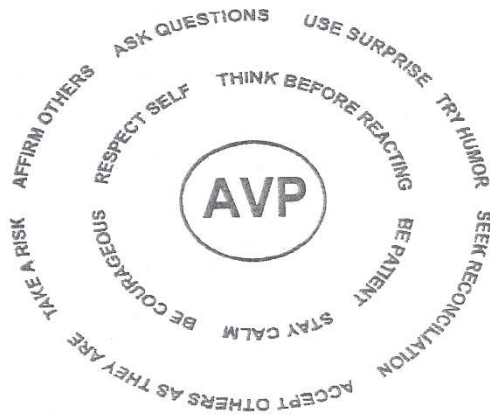 ASK QUESTIONS
USE SURPRISE
TRY HUMOR
SEEK RECONCILIATION
ACCEPT OTHERS AS THEY ARE
TAKE A RISK
AFFIRM OTHERS
THINK BEFORE REACTING
BE PATIENT
STAY CALM
BE COURAGEOUS
RESPECT SELF
AVP